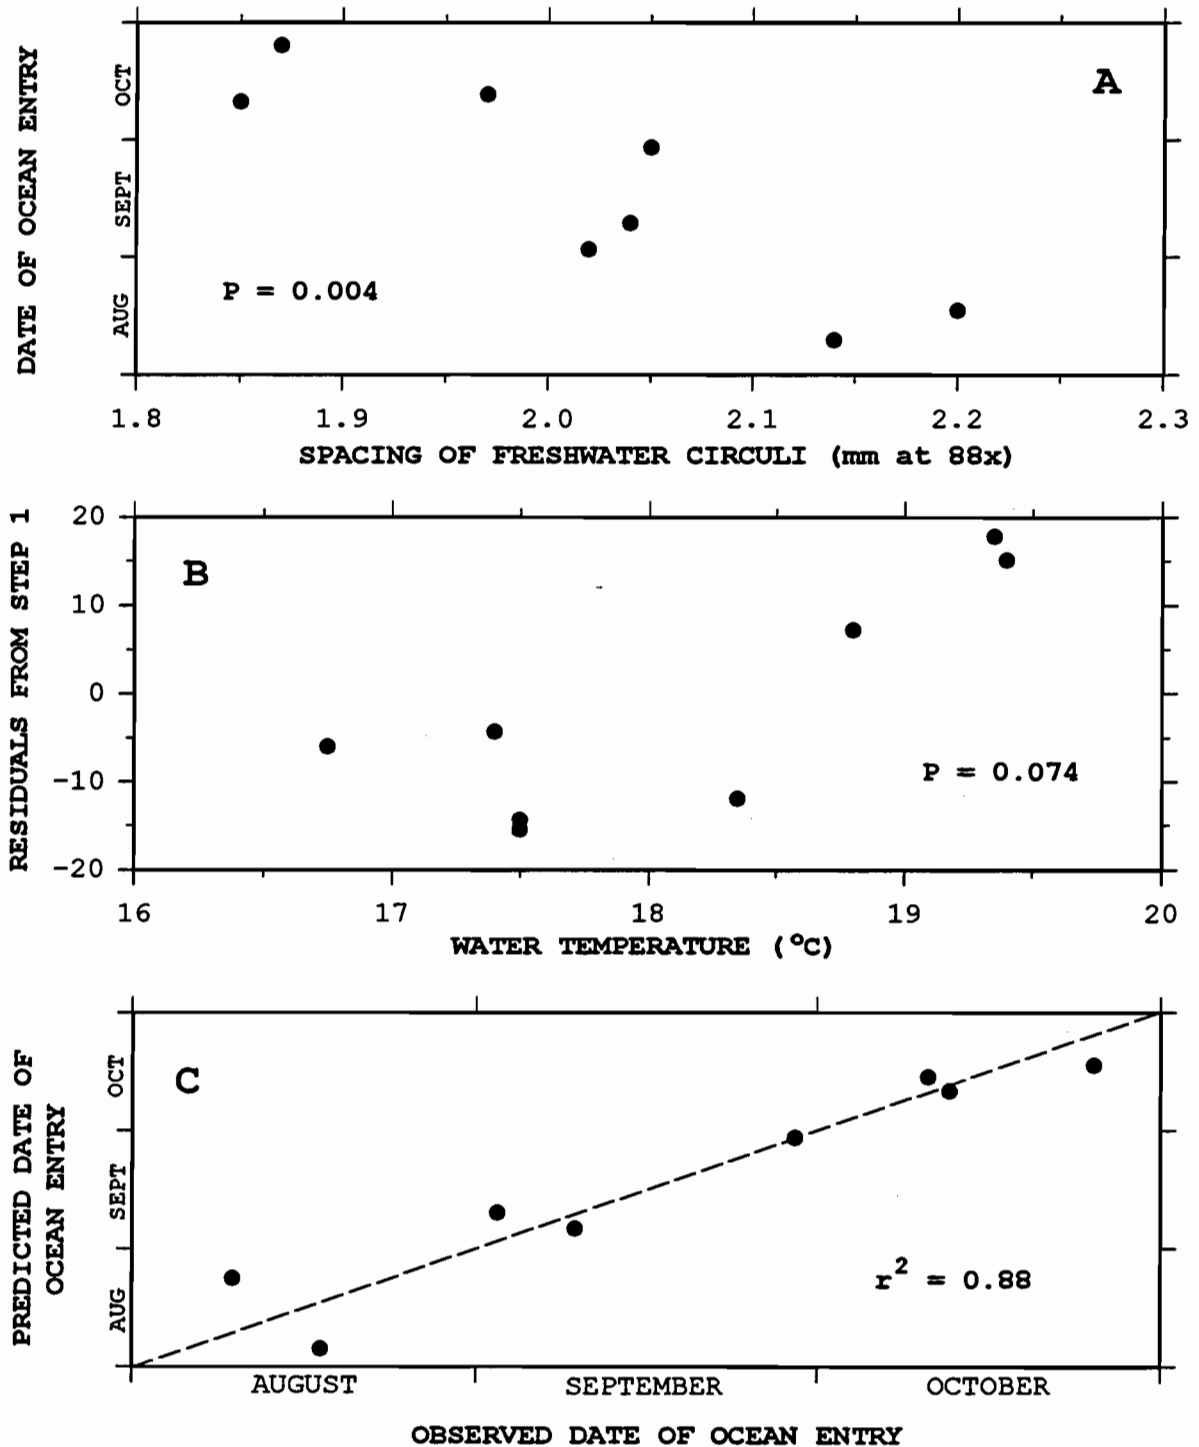 DATE OF OCEAN ENTRY
OCT
SEPT
AUG
A
P = 0.004
1.8 1.9 2.0 2.1 2.2 2.3
SPACING OF FRESHWATER CIRCULI (mm at 88x)
RESIDUALS FROM STEP 1
20
10
0
-10
-20
B
P = 0.074
16 17 18 19 20
WATER TEMPERATURE (°C)
PREDICTED DATE OF
OCEAN ENTRY
OCT
SEPT
AUG
C
r² = 0.88
AUGUST SEPTEMBER OCTOBER
OBSERVED DATE OF OCEAN ENTRY